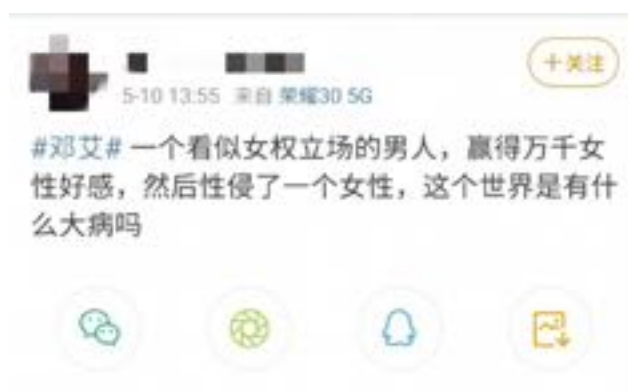 +关注
5-10 13:55 来自 荣耀30 5G
#邓艾# 一个看似女权立场的男人，赢得万千女
性好感，然后性侵了一个女性，这个世界是有什
么大病吗